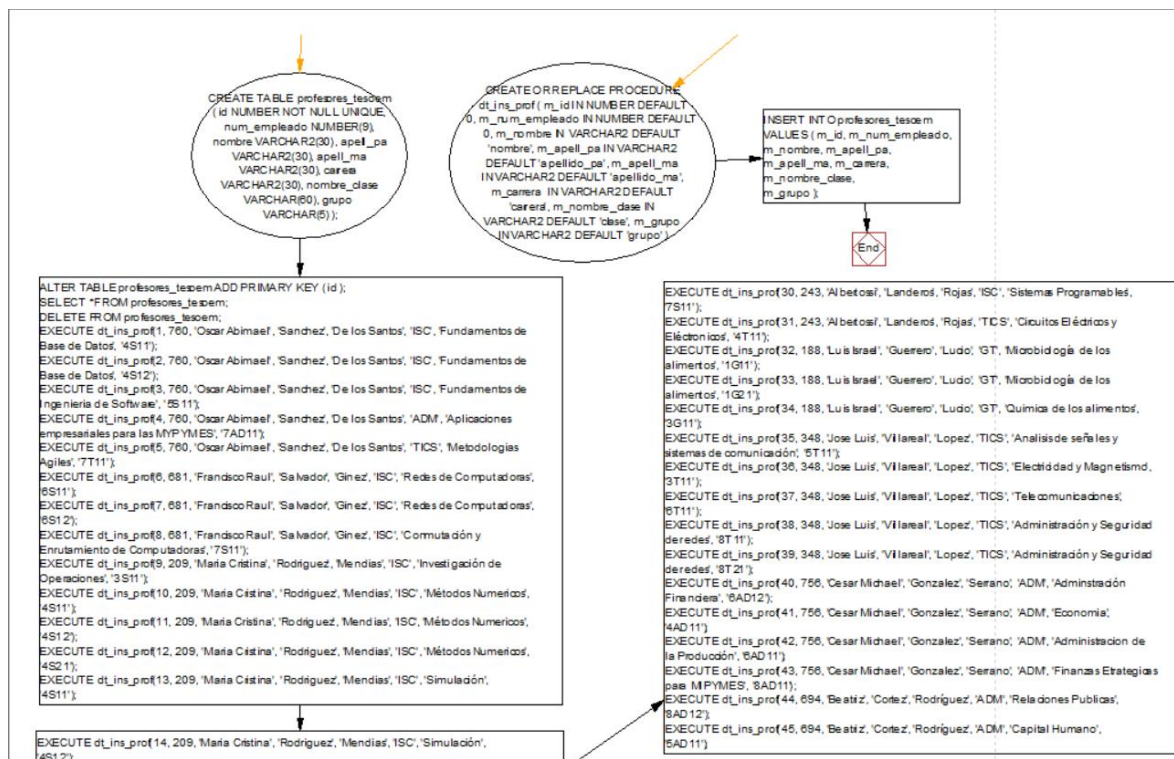 CREATE TABLE profesores_tesoem
( id NUMBER NOT NULL UNIQUE,
num_empleado NUMBER(9),
nombre VARCHAR2(30), apell_pa
VARCHAR2(30), apell_ma
VARCHAR2(30), carrera
VARCHAR2(30), nombre_clase
VARCHAR(60), grupo
VARCHAR(5) );
CREATE OR REPLACE PROCEDURE
dt_ins_prof ( m_id IN NUMBER DEFAULT
0, m_num_empleado IN NUMBER DEFAULT
0, m_nombre IN VARCHAR2 DEFAULT
'nombre', m_apell_pa IN VARCHAR2
DEFAULT 'apellido_pa', m_apell_ma
IN VARCHAR2 DEFAULT 'apellido_ma',
m_carrera IN VARCHAR2 DEFAULT
'carrera', m_nombre_clase IN
VARCHAR2 DEFAULT 'clase', m_grupo
IN VARCHAR2 DEFAULT 'grupo' )
INSERT INTO profesores_tesoem
VALUES ( m_id, m_num_empleado,
m_nombre, m_apell_pa,
m_apell_ma, m_carrera,
m_nombre_clase,
m_grupo );
End
ALTER TABLE profesores_tesoem ADD PRIMARY KEY ( id );
SELECT *FROM profesores_tesoem;
DELETE FROM profesores_tesoem;
EXECUTE dt_ins_prof(1, 760, 'Oscar Abimael', 'Sanchez', 'De los Santos', 'ISC', 'Fundamentos de
Base de Datos', '4S11');
EXECUTE dt_ins_prof(2, 760, 'Oscar Abimael', 'Sanchez', 'De los Santos', 'ISC', 'Fundamentos de
Base de Datos', '4S12');
EXECUTE dt_ins_prof(3, 760, 'Oscar Abimael', 'Sanchez', 'De los Santos', 'ISC', 'Fundamentos de
Ingenieria de Software', '5S11');
EXECUTE dt_ins_prof(4, 760, 'Oscar Abimael', 'Sanchez', 'De los Santos', 'ADM', 'Aplicaciones
empresariales para las MYPYMES', '7AD11');
EXECUTE dt_ins_prof(5, 760, 'Oscar Abimael', 'Sanchez', 'De los Santos', 'TICS', 'Metodologias
Agiles', '7T11');
EXECUTE dt_ins_prof(6, 681, 'Francisco Raul', 'Salvador', 'Ginez', 'ISC', 'Redes de Computadoras',
'6S11');
EXECUTE dt_ins_prof(7, 681, 'Francisco Raul', 'Salvador', 'Ginez', 'ISC', 'Redes de Computadoras',
'6S12');
EXECUTE dt_ins_prof(8, 681, 'Francisco Raul', 'Salvador', 'Ginez', 'ISC', 'Conmutación y
Enrutamiento de Computadoras', '7S11');
EXECUTE dt_ins_prof(9, 209, 'Maria Cristina', 'Rodriguez', 'Mendias', 'ISC', 'Investigación de
Operaciones', '3S11');
EXECUTE dt_ins_prof(10, 209, 'Maria Cristina', 'Rodriguez', 'Mendias', 'ISC', 'Métodos Numericos',
'4S11');
EXECUTE dt_ins_prof(11, 209, 'Maria Cristina', 'Rodriguez', 'Mendias', 'ISC', 'Métodos Numericos',
'4S12');
EXECUTE dt_ins_prof(12, 209, 'Maria Cristina', 'Rodriguez', 'Mendias', 'ISC', 'Métodos Numericos',
'4S21');
EXECUTE dt_ins_prof(13, 209, 'Maria Cristina', 'Rodriguez', 'Mendias', 'ISC', 'Simulación',
'4S11');
EXECUTE dt_ins_prof(14, 209, 'Maria Cristina', 'Rodriguez', 'Mendias', 'ISC', 'Simulación',
'4S12');
EXECUTE dt_ins_prof(30, 243, 'Albertossi', 'Landeros', 'Rojas', 'ISC', 'Sistemas Programables',
'7S11');
EXECUTE dt_ins_prof(31, 243, 'Albertossi', 'Landeros', 'Rojas', 'TICS', 'Circuitos Eléctricos y
Eléctronicos', '4T11');
EXECUTE dt_ins_prof(32, 188, 'Luis Israel', 'Guerrero', 'Lucio', 'GT', 'Microbiología de los
alimentos', '1G11');
EXECUTE dt_ins_prof(33, 188, 'Luis Israel', 'Guerrero', 'Lucio', 'GT', 'Microbiología de los
alimentos', '1G21');
EXECUTE dt_ins_prof(34, 188, 'Luis Israel', 'Guerrero', 'Lucio', 'GT', 'Quimica de los alimentos',
'3G11');
EXECUTE dt_ins_prof(35, 348, 'Jose Luis', 'Villareal', 'Lopez', 'TICS', 'Analisis de señales y
sistemas de comunicación', '5T11');
EXECUTE dt_ins_prof(36, 348, 'Jose Luis', 'Villareal', 'Lopez', 'TICS', 'Electricidad y Magnetismo',
'3T11');
EXECUTE dt_ins_prof(37, 348, 'Jose Luis', 'Villareal', 'Lopez', 'TICS', 'Telecomunicaciones',
'6T11');
EXECUTE dt_ins_prof(38, 348, 'Jose Luis', 'Villareal', 'Lopez', 'TICS', 'Administración y Seguridad
de redes', '8T11');
EXECUTE dt_ins_prof(39, 348, 'Jose Luis', 'Villareal', 'Lopez', 'TICS', 'Administración y Seguridad
de redes', '8T21');
EXECUTE dt_ins_prof(40, 756, 'Cesar Michael', 'Gonzalez', 'Serrano', 'ADM', 'Adminstración
Financiera', '6AD12');
EXECUTE dt_ins_prof(41, 756, 'Cesar Michael', 'Gonzalez', 'Serrano', 'ADM', 'Economia',
'4AD11');
EXECUTE dt_ins_prof(42, 756, 'Cesar Michael', 'Gonzalez', 'Serrano', 'ADM', 'Administracion de
la Producción', '6AD11');
EXECUTE dt_ins_prof(43, 756, 'Cesar Michael', 'Gonzalez', 'Serrano', 'ADM', 'Finanzas Etrategicas
para MIPYMES', '8AD11');
EXECUTE dt_ins_prof(44, 694, 'Beatriz', 'Cortez', 'Rodríguez', 'ADM', 'Relaciones Publicas',
'8AD12');
EXECUTE dt_ins_prof(45, 694, 'Beatriz', 'Cortez', 'Rodríguez', 'ADM', 'Capital Humano',
'5AD11');